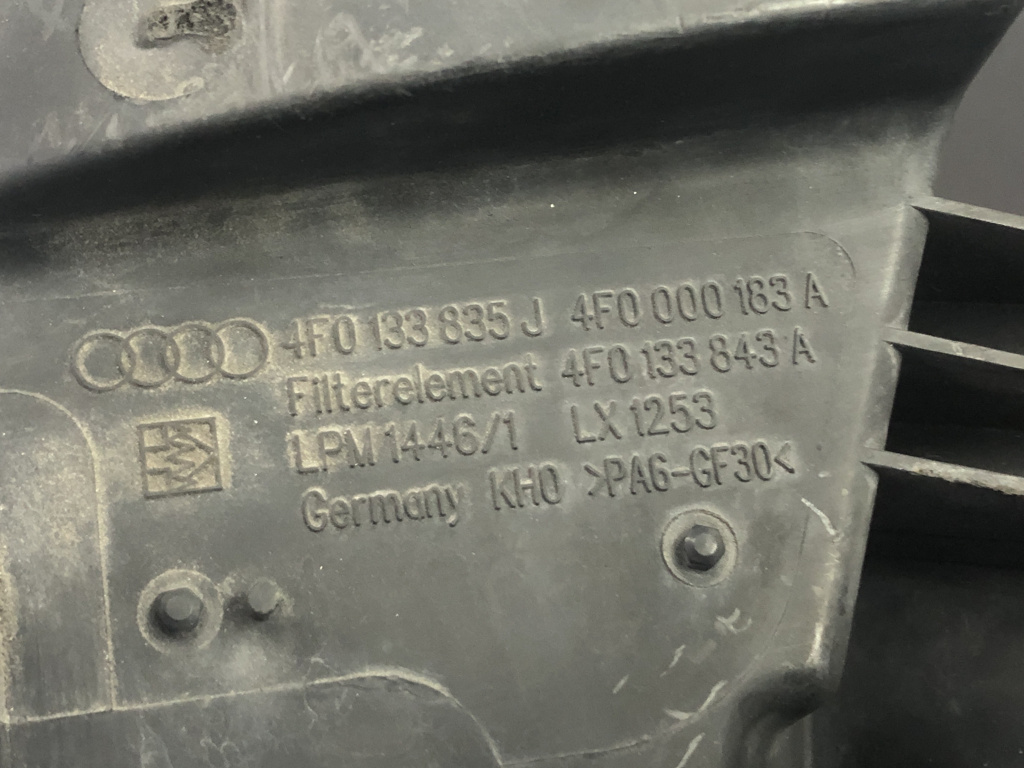 4F0 133 835 J 4F0 000 183 A
Filterelement 4F0 133 843 A
LPM 1446/1 LX 1253
Germany KH0 >PA6-GF30<